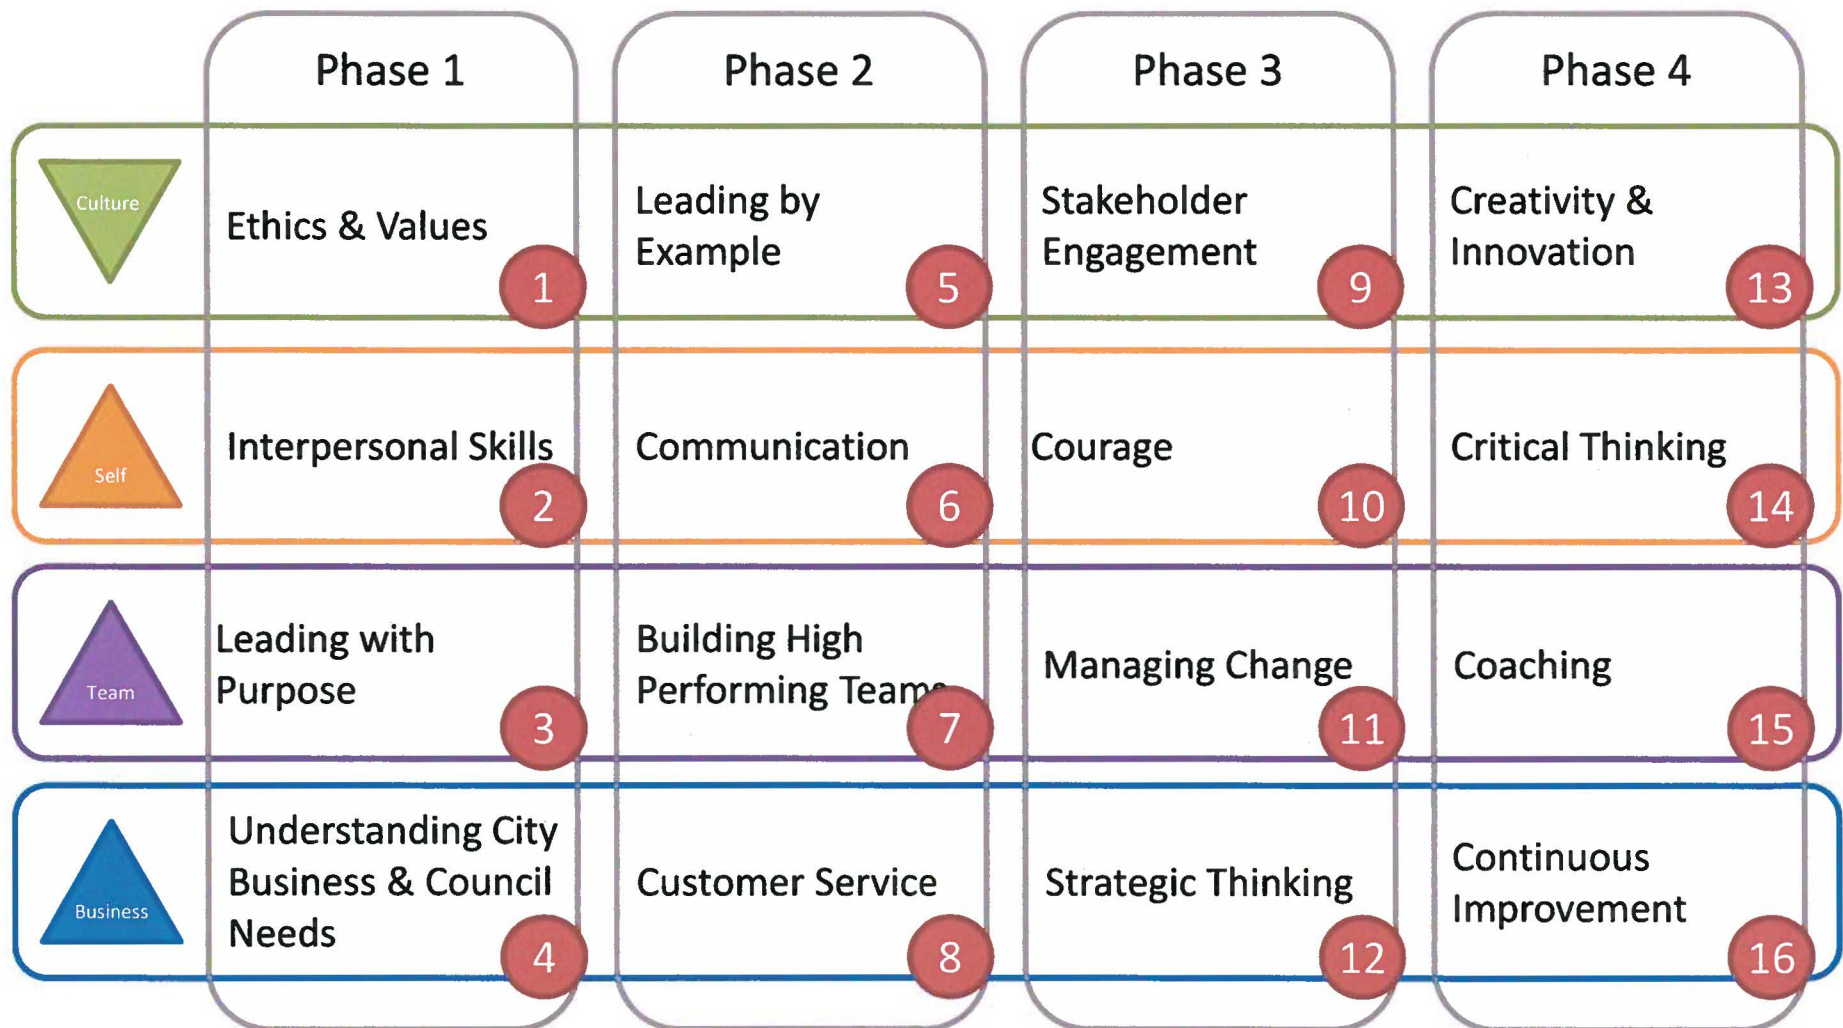 Phase 1
Phase 2
Phase 3
Phase 4
Culture
Ethics & Values
1
Leading by
Example
5
Stakeholder
Engagement
9
Creativity &
Innovation
13
Self
Interpersonal Skills
2
Communication
6
Courage
10
Critical Thinking
14
Team
Leading with
Purpose
3
Building High
Performing Teams
7
Managing Change
11
Coaching
15
Business
Understanding City
Business & Council
Needs
4
Customer Service
8
Strategic Thinking
12
Continuous
Improvement
16